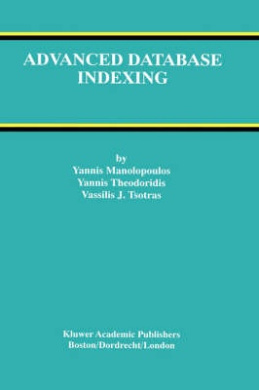 ADVANCED DATABASE
INDEXING
by
Yannis Manolopoulos
Yannis Theodoridis
Vassilis J. Tsotras
Kluwer Academic Publishers
Boston/Dordrecht/London